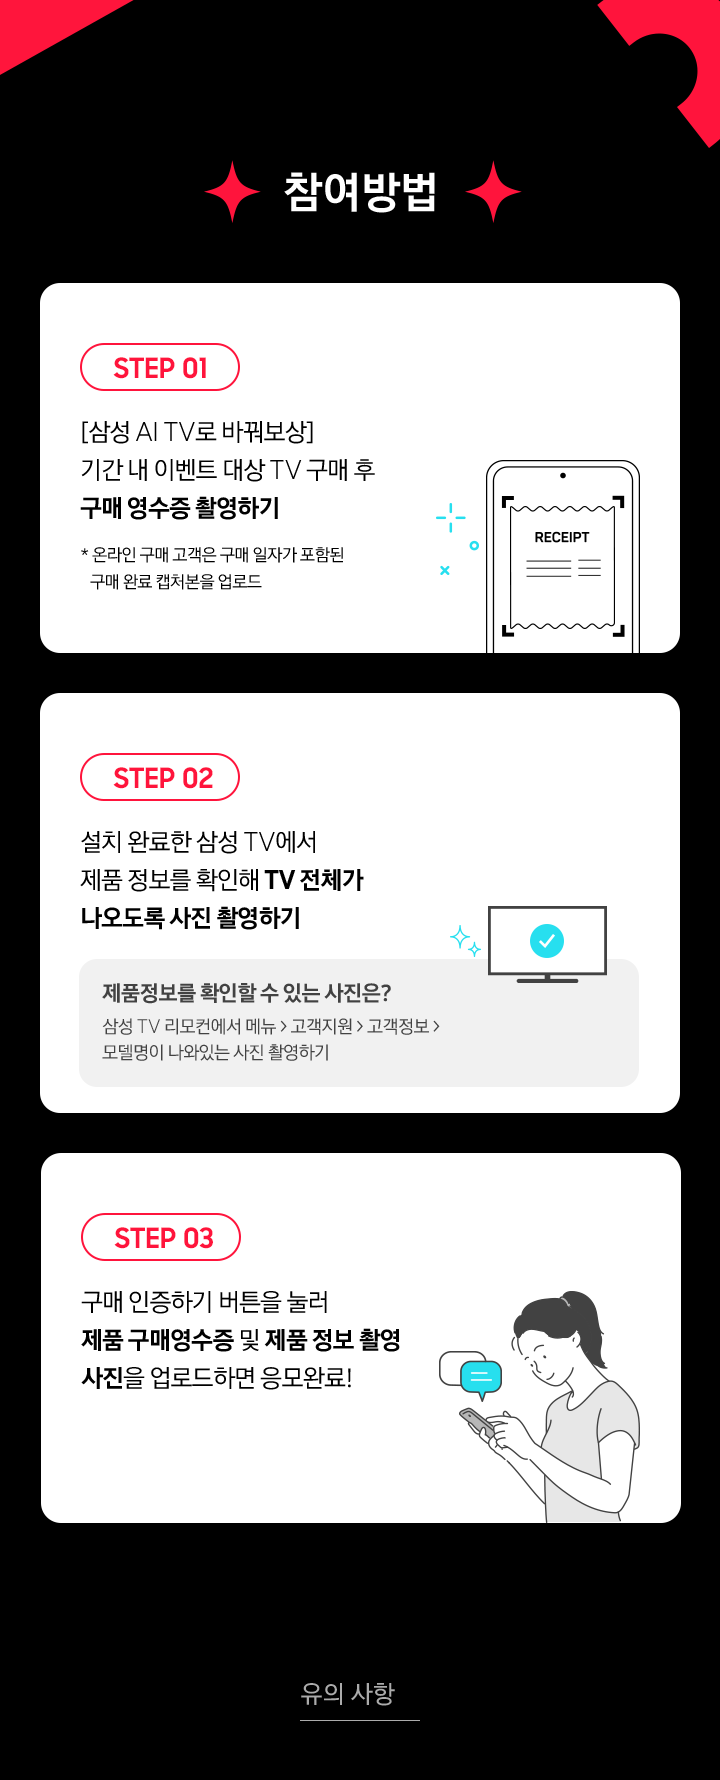 참여방법
STEP 01
[삼성 AI TV로 바꿔보상]
기간 내 이벤트 대상 TV 구매 후
구매 영수증 촬영하기
* 온라인 구매 고객은 구매 일자가 포함된
구매 완료 캡처본을 업로드
RECEIPT
STEP 02
설치 완료한 삼성 TV에서
제품 정보를 확인해 TV 전체가
나오도록 사진 촬영하기
제품정보를 확인할 수 있는 사진은?
삼성 TV 리모컨에서 메뉴 > 고객지원 > 고객정보 >
모델명이 나와있는 사진 촬영하기
STEP 03
구매 인증하기 버튼을 눌러
제품 구매영수증 및 제품 정보 촬영
사진을 업로드하면 응모완료!
유의 사항